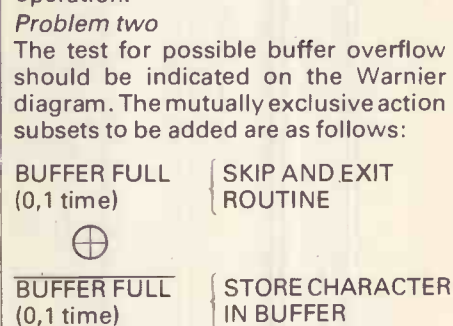 operation.
Problem two
The test for possible buffer overflow
should be indicated on the Warnier
diagram. The mutually exclusive action
subsets to be added are as follows:
BUFFER FULL { SKIP AND EXIT
(0,1 time) ROUTINE
⊕
BUFFER FULL { STORE CHARACTER
(0,1 time) IN BUFFER